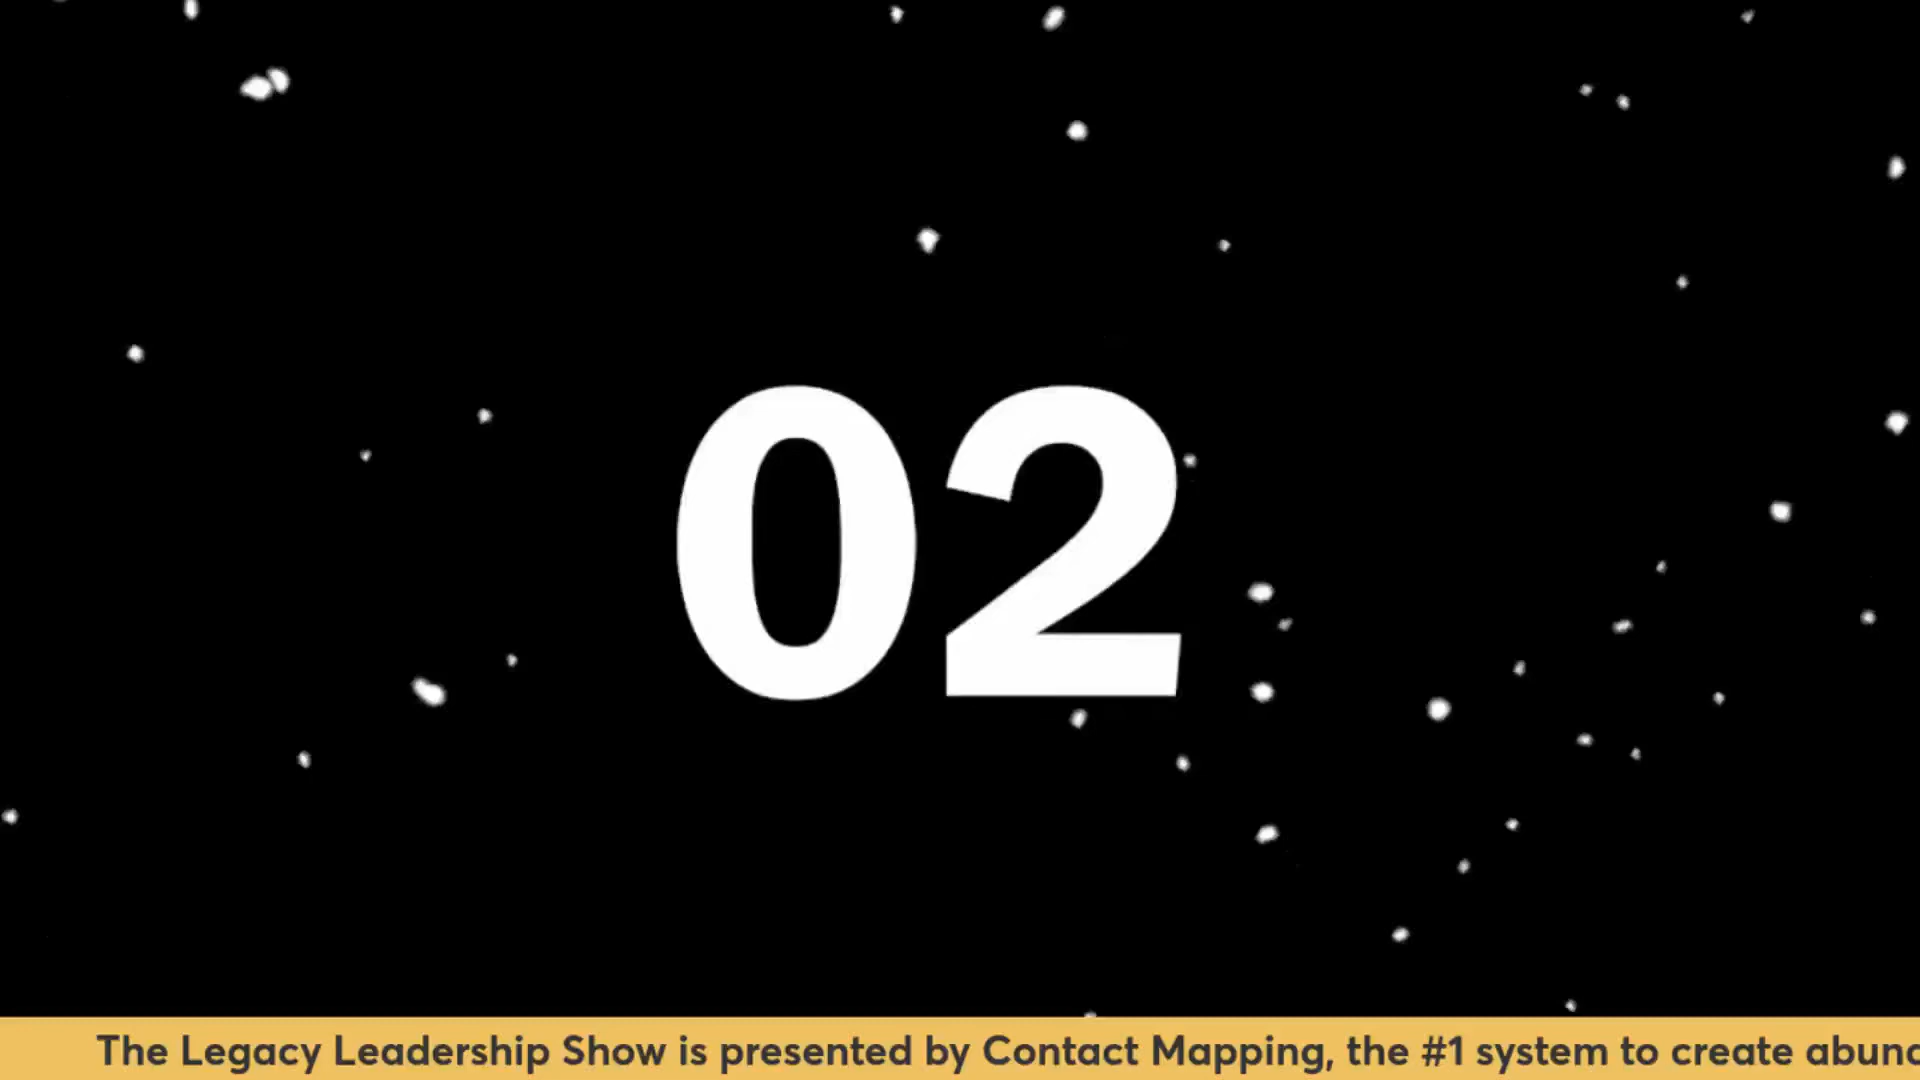 02
The Legacy Leadership Show is presented by Contact Mapping, the #1 system to create